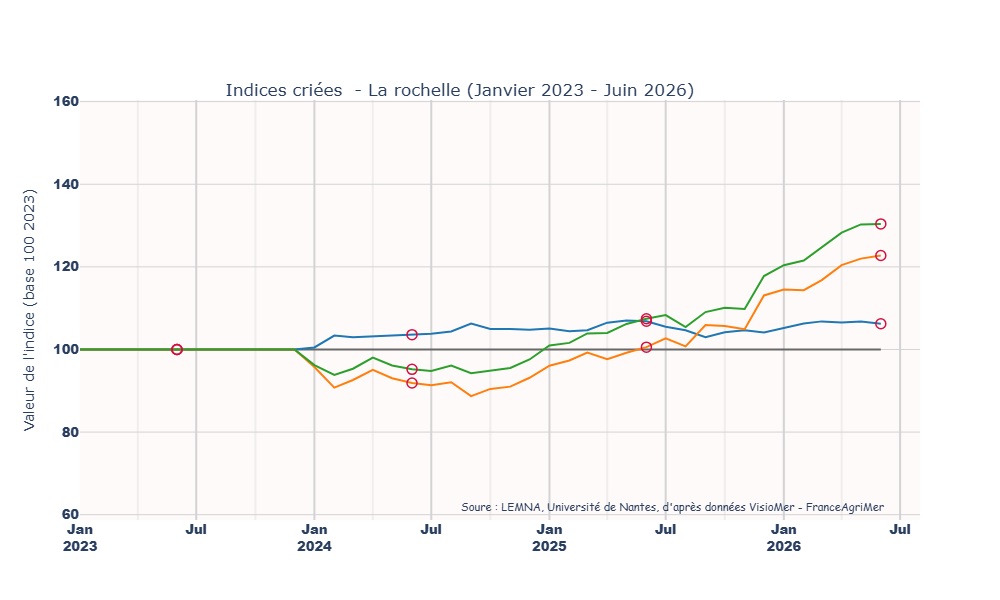 Indices criées  - La rochelle (Janvier 2023 - Juin 2026)
Valeur de l'indice (base 100 2023)
160
140
120
100
80
60
Soure : LEMNA, Université de Nantes, d'après données VisioMer - FranceAgriMer
Jan Jul Jan Jul Jan Jul Jan Jul
2023 2024 2025 2026